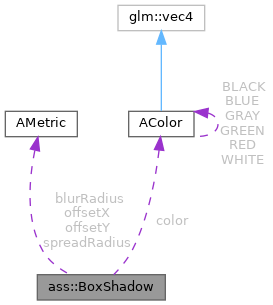 glm::vec4
BLACK
BLUE
GRAY
GREEN
RED
WHITE
AMetric
AColor
blurRadius
offsetX
offsetY
spreadRadius
color
ass::BoxShadow